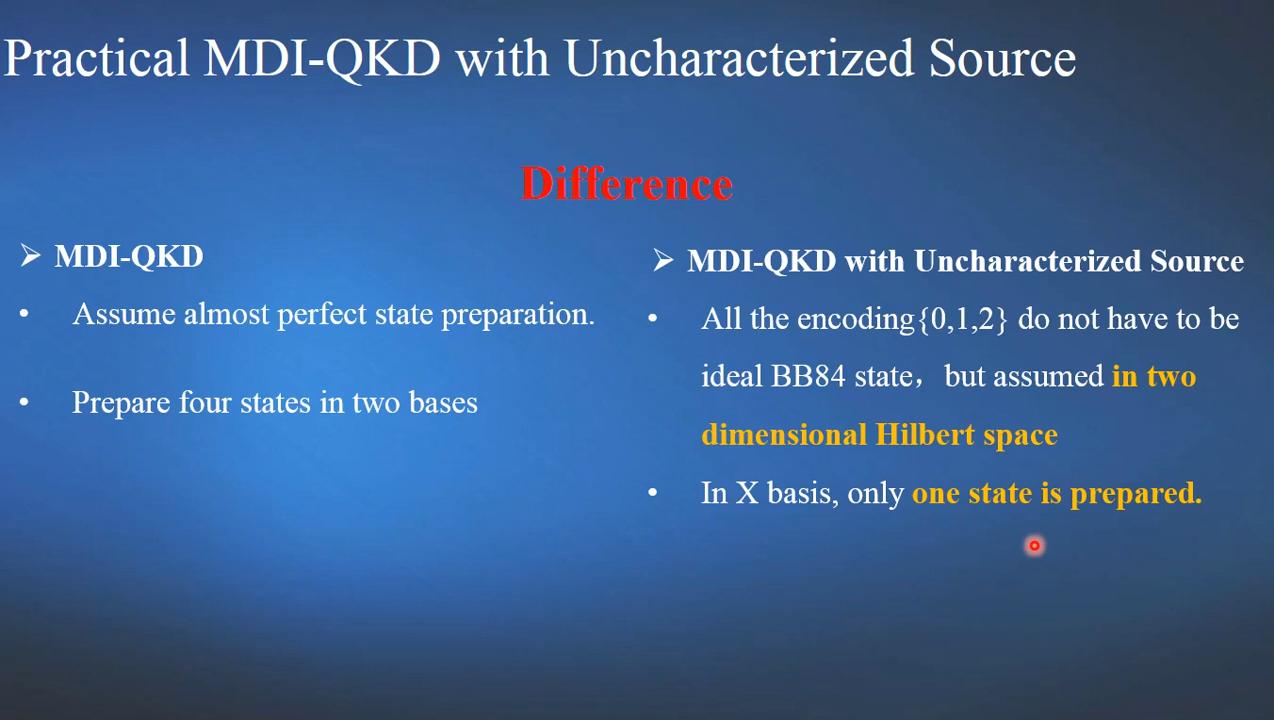 Practical MDI-QKD with Uncharacterized Source
Difference
➢ MDI-QKD
• Assume almost perfect state preparation.
• Prepare four states in two bases
➢ MDI-QKD with Uncharacterized Source
• All the encoding{0,1,2} do not have to be
ideal BB84 state，but assumed in two
dimensional Hilbert space
• In X basis, only one state is prepared.